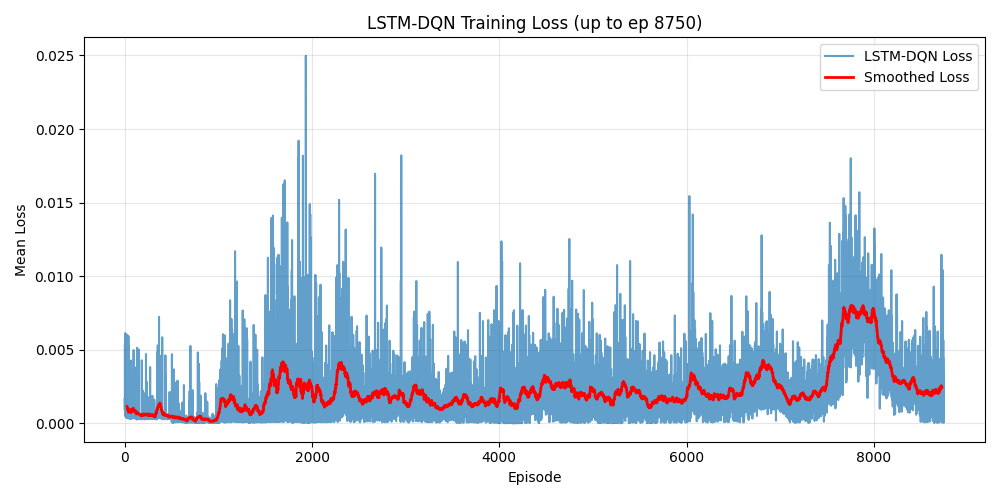 LSTM-DQN Training Loss (up to ep 8750)
LSTM-DQN Loss
Smoothed Loss
Mean Loss
0.025
0.020
0.015
0.010
0.005
0.000
0
2000
4000
6000
8000
Episode